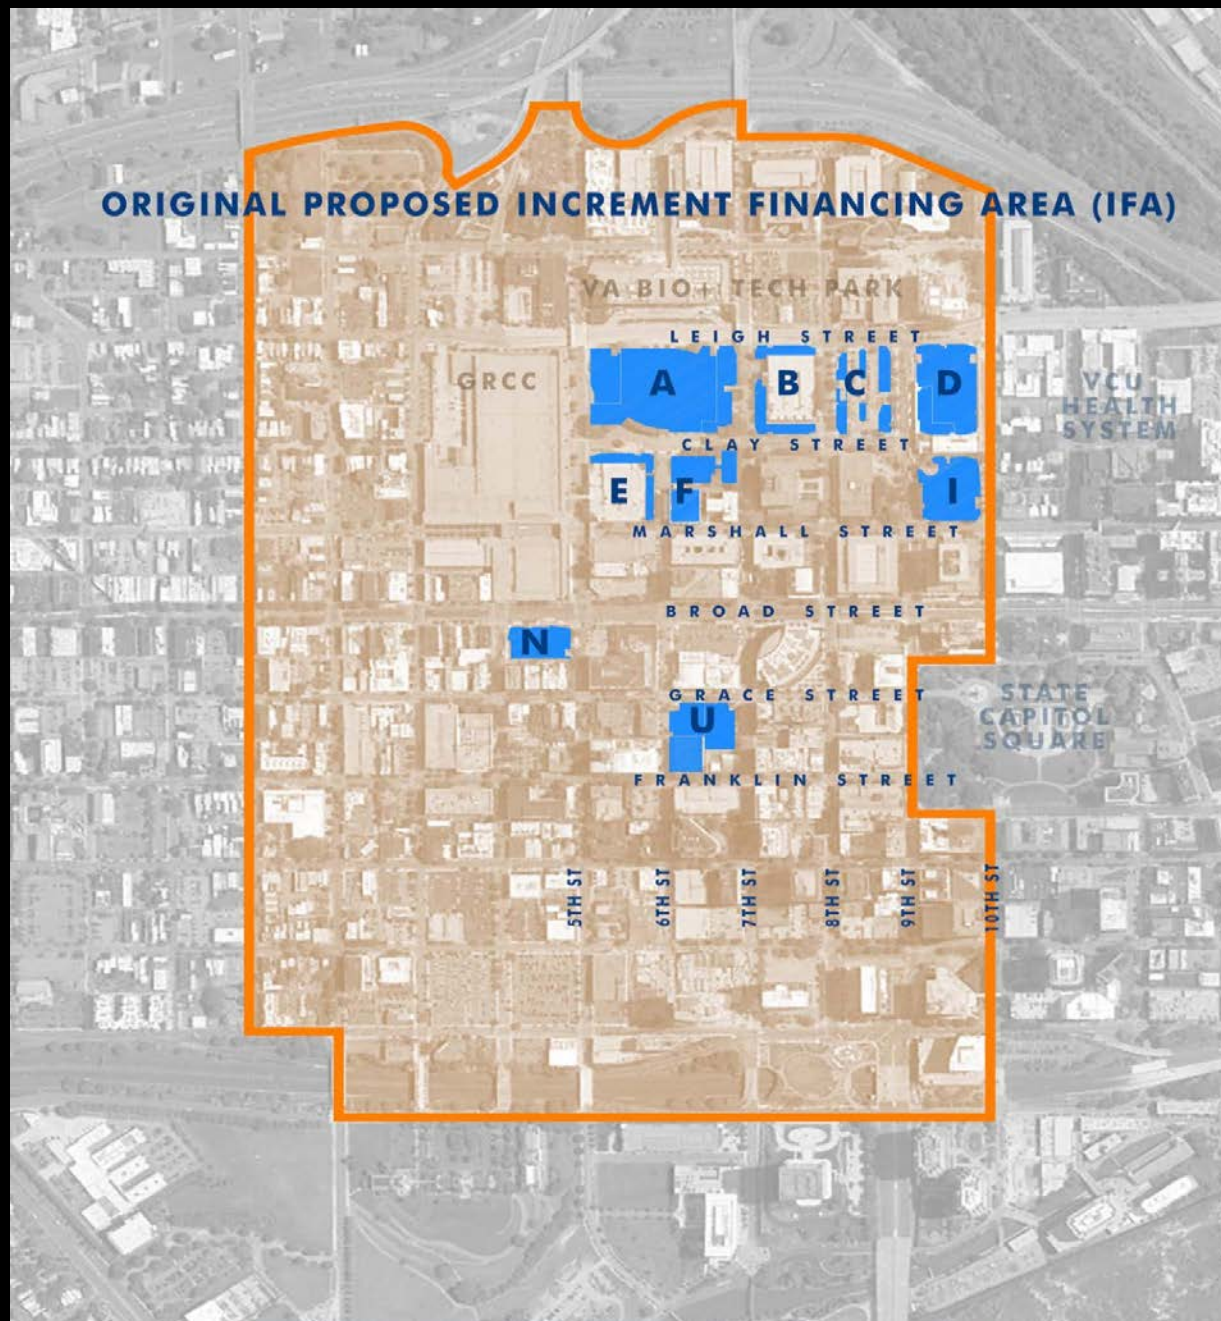 ORIGINAL PROPOSED INCREMENT FINANCING AREA (IFA)
VA BIO+ TECH PARK
LEIGH STREET
GRCC
A
B
C
D
VCU
HEALTH
SYSTEM
CLAY STREET
E
F
I
MARSHALL STREET
BROAD STREET
N
GRACE STREET
U
STATE
CAPITOL
SQUARE
FRANKLIN STREET
5TH ST
6TH ST
7TH ST
8TH ST
9TH ST
10TH ST